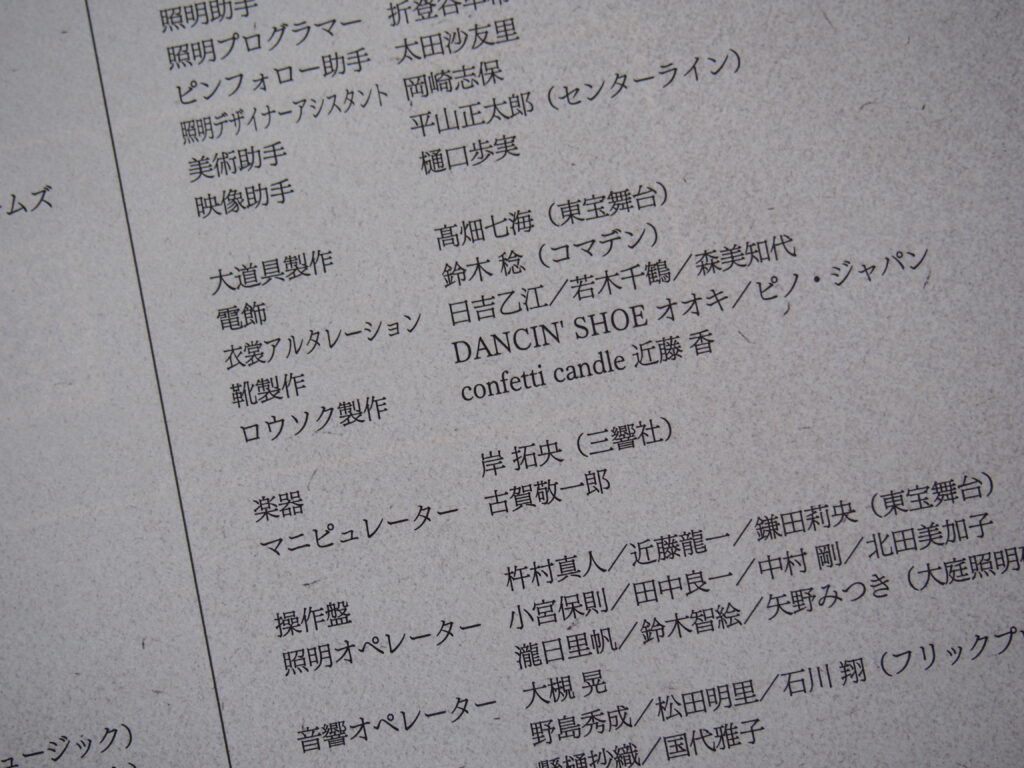 ームズ
ュージック）
照明助手
照明プログラマー 折登谷
ピンフォロー助手 太田沙友里
照明デザイナーアシスタント 岡崎志保
美術助手 平山正太郎（センターライン）
映像助手 樋口歩実
大道具製作 髙畑七海（東宝舞台）
電飾 鈴木 稔（コマデン）
衣裳アルタレーション 日吉乙江／若木千鶴／森美知代
靴製作 DANCIN' SHOE オオキ／ピノ・ジャパン
ロウソク製作 confetti candle 近藤 香
楽器 岸 拓央（三響社）
マニピュレーター 古賀敬一郎
操作盤 杵村真人／近藤龍一／鎌田莉央（東宝舞台）
照明オペレーター 小宮保則／田中良一／中村 剛／北田美加子
瀧日里帆／鈴木智絵／矢野みつき（大庭照明
音響オペレーター 大槻 晃
野島秀成／松田明里／石川 翔（フリックプ
／国代雅子